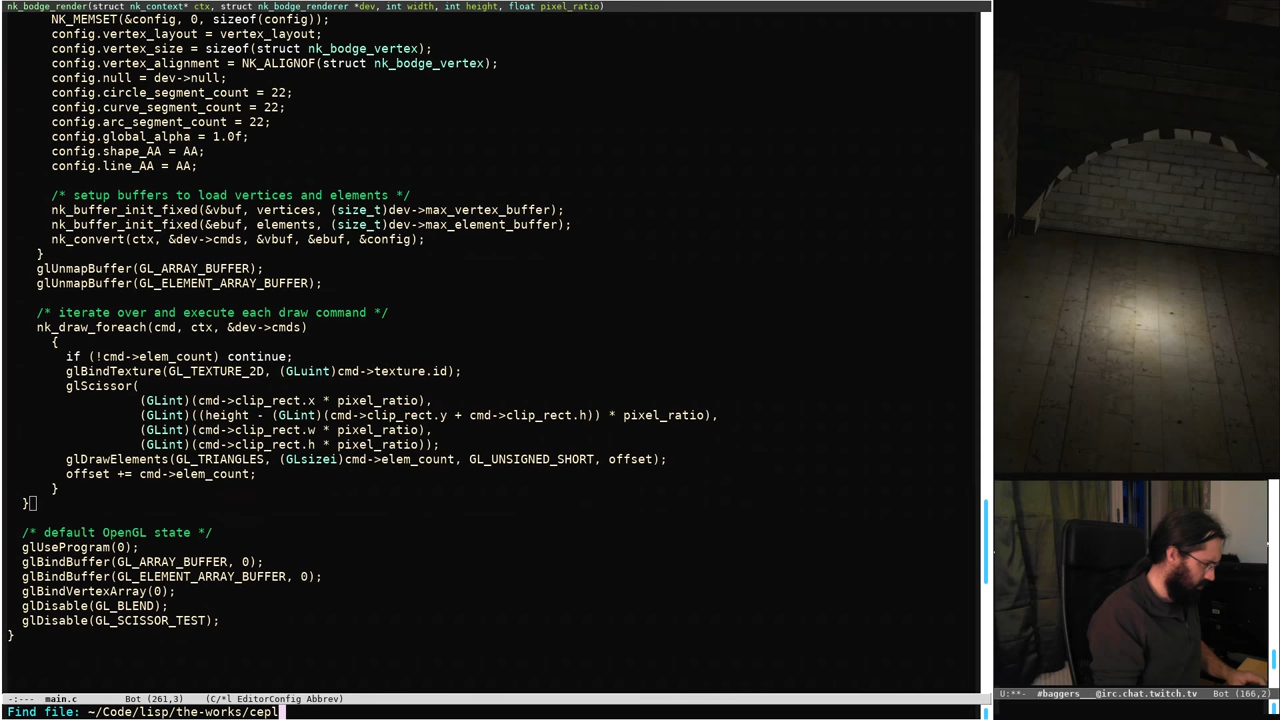 nk_bodge_render(struct nk_context* ctx, struct nk_bodge_renderer *dev, int width, int height, float pixel_ratio)
NK_MEMSET(&config, 0, sizeof(config));
config.vertex_layout = vertex_layout;
config.vertex_size = sizeof(struct nk_bodge_vertex);
config.vertex_alignment = NK_ALIGNOF(struct nk_bodge_vertex);
config.null = dev->null;
config.circle_segment_count = 22;
config.curve_segment_count = 22;
config.arc_segment_count = 22;
config.global_alpha = 1.0f;
config.shape_AA = AA;
config.line_AA = AA;
/* setup buffers to load vertices and elements */
nk_buffer_init_fixed(&vbuf, vertices, (size_t)dev->max_vertex_buffer);
nk_buffer_init_fixed(&ebuf, elements, (size_t)dev->max_element_buffer);
nk_convert(ctx, &dev->cmds, &vbuf, &ebuf, &config);
}
glUnmapBuffer(GL_ARRAY_BUFFER);
glUnmapBuffer(GL_ELEMENT_ARRAY_BUFFER);
/* iterate over and execute each draw command */
nk_draw_foreach(cmd, ctx, &dev->cmds)
{
if (!cmd->elem_count) continue;
glBindTexture(GL_TEXTURE_2D, (GLuint)cmd->texture.id);
glScissor(
(GLint)(cmd->clip_rect.x * pixel_ratio),
(GLint)((height - (GLint)(cmd->clip_rect.y + cmd->clip_rect.h)) * pixel_ratio),
(GLint)(cmd->clip_rect.w * pixel_ratio),
(GLint)(cmd->clip_rect.h * pixel_ratio));
glDrawElements(GL_TRIANGLES, (GLsizei)cmd->elem_count, GL_UNSIGNED_SHORT, offset);
offset += cmd->elem_count;
}
}
/* default OpenGL state */
glUseProgram(0);
glBindBuffer(GL_ARRAY_BUFFER, 0);
glBindBuffer(GL_ELEMENT_ARRAY_BUFFER, 0);
glBindVertexArray(0);
glDisable(GL_BLEND);
glDisable(GL_SCISSOR_TEST);
}
-:--- main.c Bot (261,3) (C/*l EditorConfig Abbrev)
U:**- #baggers___@irc.chat.twitch.tv Bot (166,2)
Find file: ~/Code/lisp/the-works/cepl